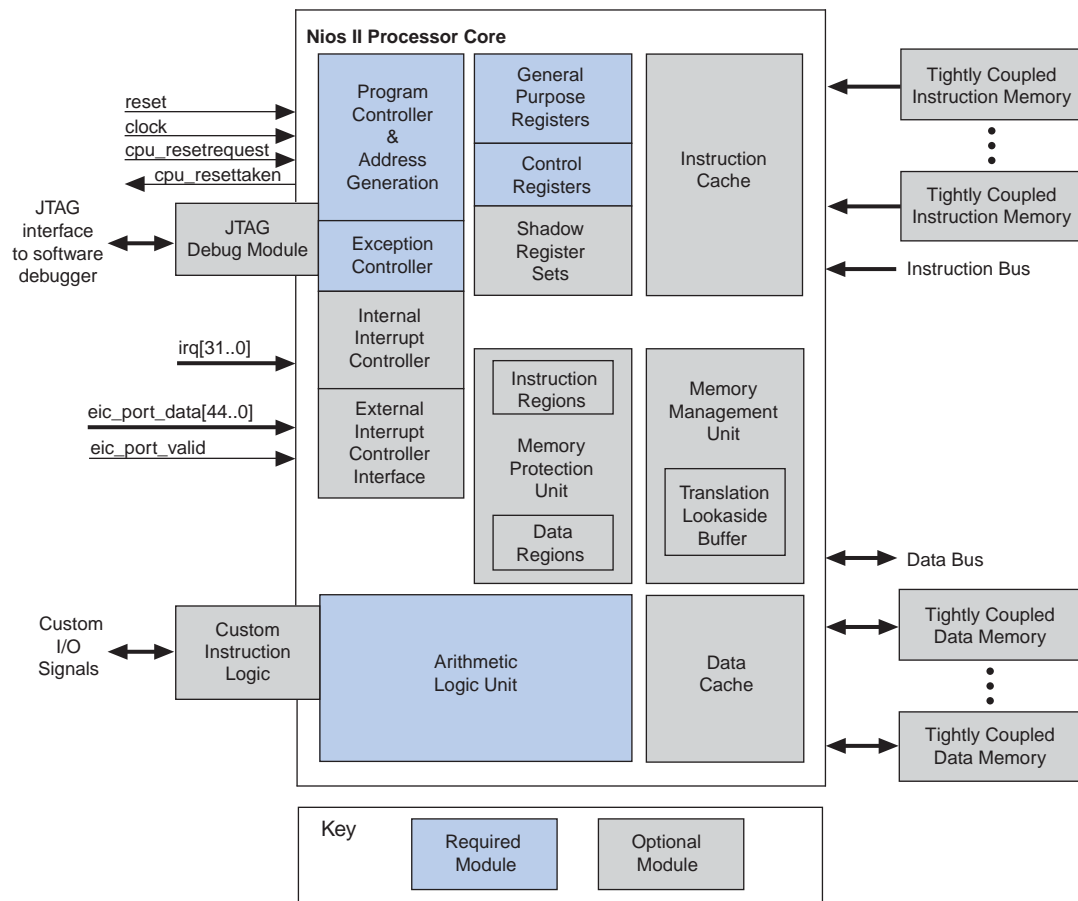 Nios II Processor Core
reset
clock
cpu_resetrequest
cpu_resettaken
JTAG
interface
to software
debugger
JTAG
Debug Module
irq[31..0]
eic_port_data[44..0]
eic_port_valid
Custom
I/O
Signals
Custom
Instruction
Logic
Program
Controller
&
Address
Generation
Exception
Controller
Internal
Interrupt
Controller
External
Interrupt
Controller
Interface
General
Purpose
Registers
Control
Registers
Shadow
Register
Sets
Instruction
Cache
Instruction
Regions
Memory
Protection
Unit
Data
Regions
Memory
Management
Unit
Translation
Lookaside
Buffer
Arithmetic
Logic Unit
Data
Cache
Tightly Coupled
Instruction Memory
Tightly Coupled
Instruction Memory
Instruction Bus
Data Bus
Tightly Coupled
Data Memory
Tightly Coupled
Data Memory
Key
Required
Module
Optional
Module